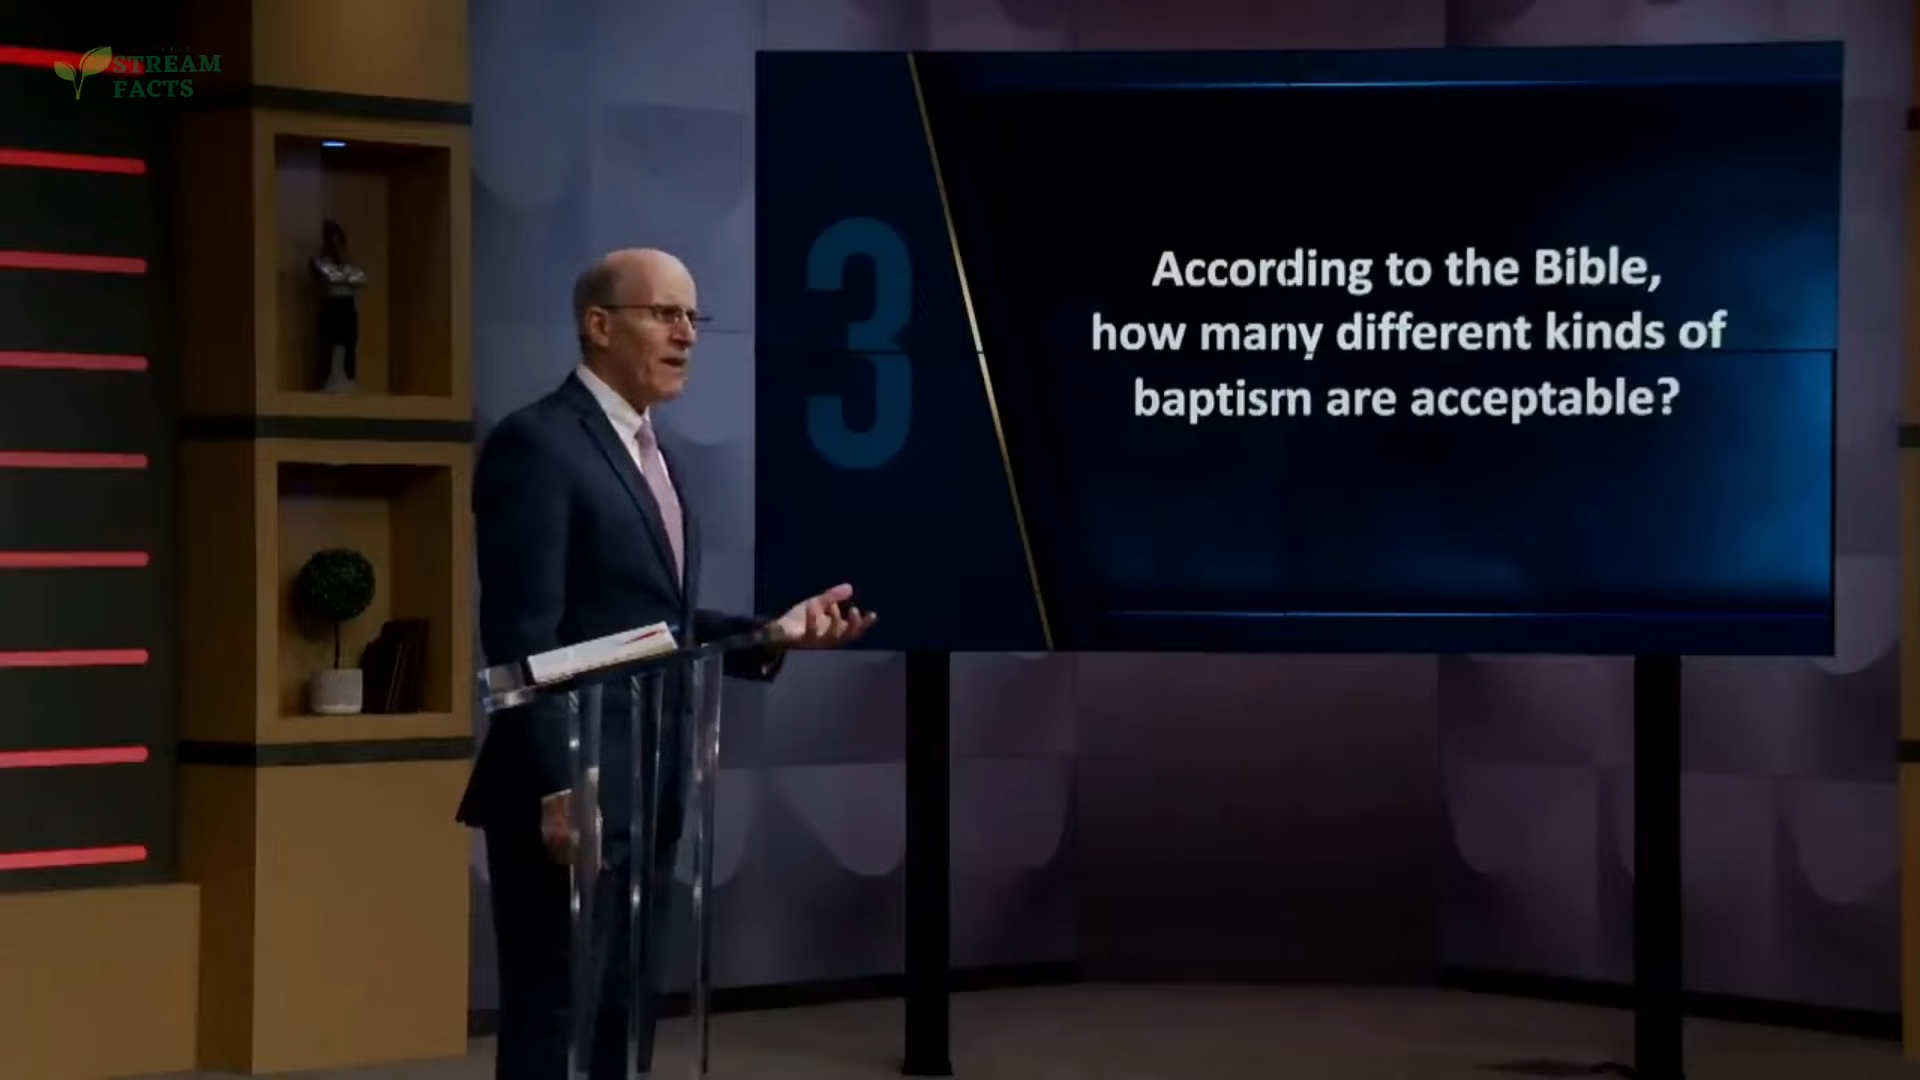 STREAM
FACTS
3
According to the Bible,
how many different kinds of
baptism are acceptable?